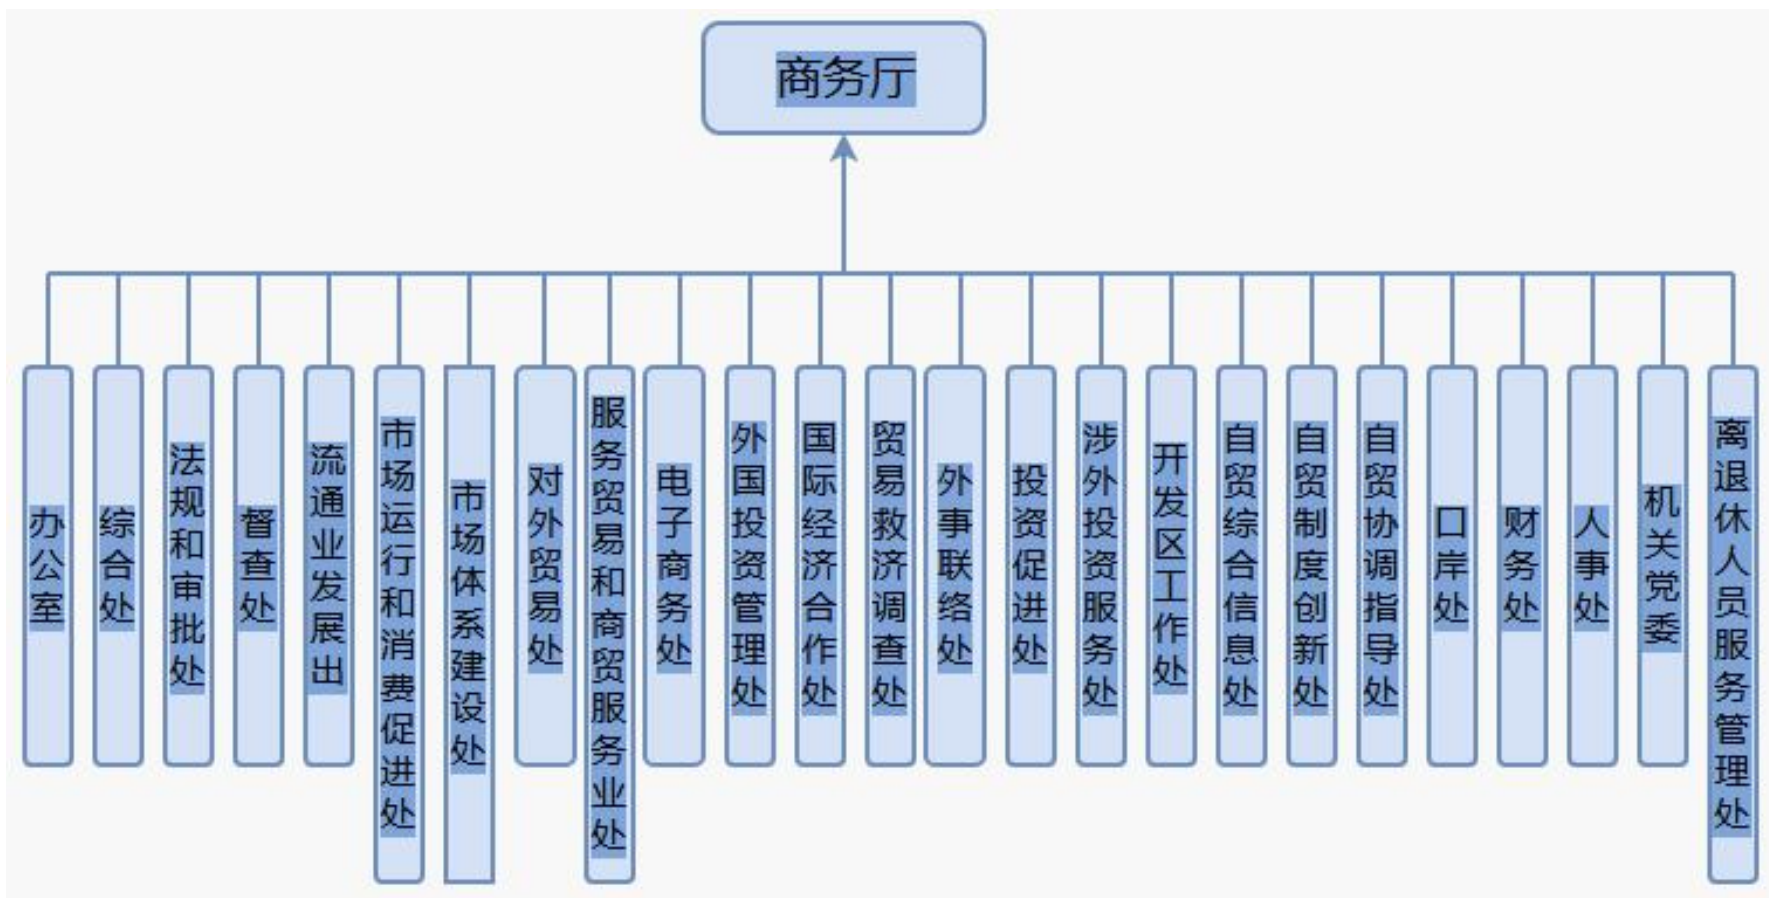 商务厅
办公室
综合处
法规和审批处
督查处
流通业发展出
市场运行和消费促进处
市场体系建设处
对外贸易处
服务贸易和商贸服务业处
电子商务处
外国投资管理处
国际经济合作处
贸易救济调查处
外事联络处
投资促进处
涉外投资服务处
开发区工作处
自贸综合信息处
自贸制度创新处
自贸协调指导处
口岸处
财务处
人事处
机关党委
离退休人员服务管理处